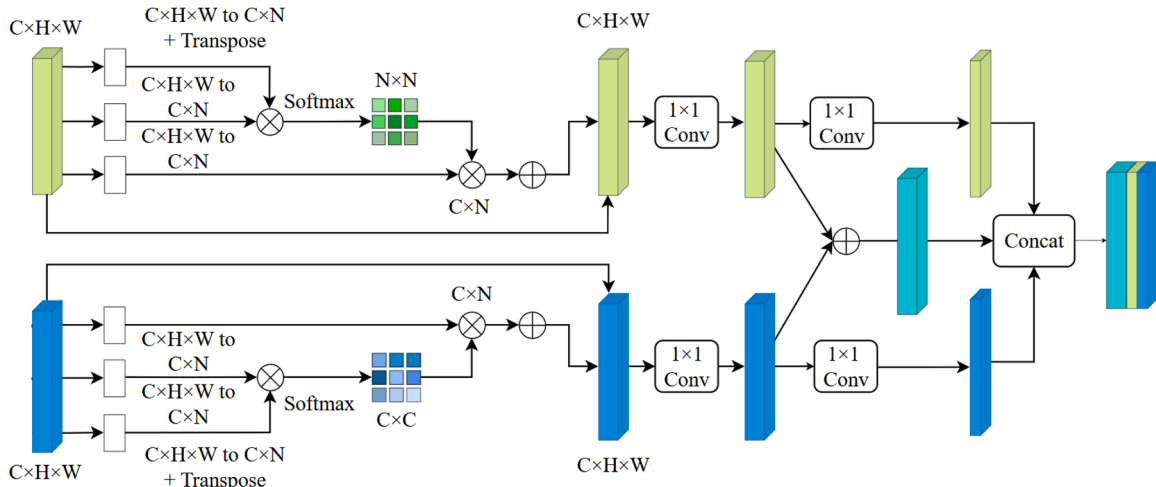 C×H×W
C×H×W to C×N
+ Transpose
C×H×W to
C×N
C×H×W to
C×N
Softmax
N×N
C×N
C×H×W
1×1
Conv
1×1
Conv
Concat
C×N
C×H×W to
C×N
C×H×W to
C×N
Softmax
C×C
C×H×W to C×N
+ Transpose
C×H×W
C×H×W
1×1
Conv
1×1
Conv